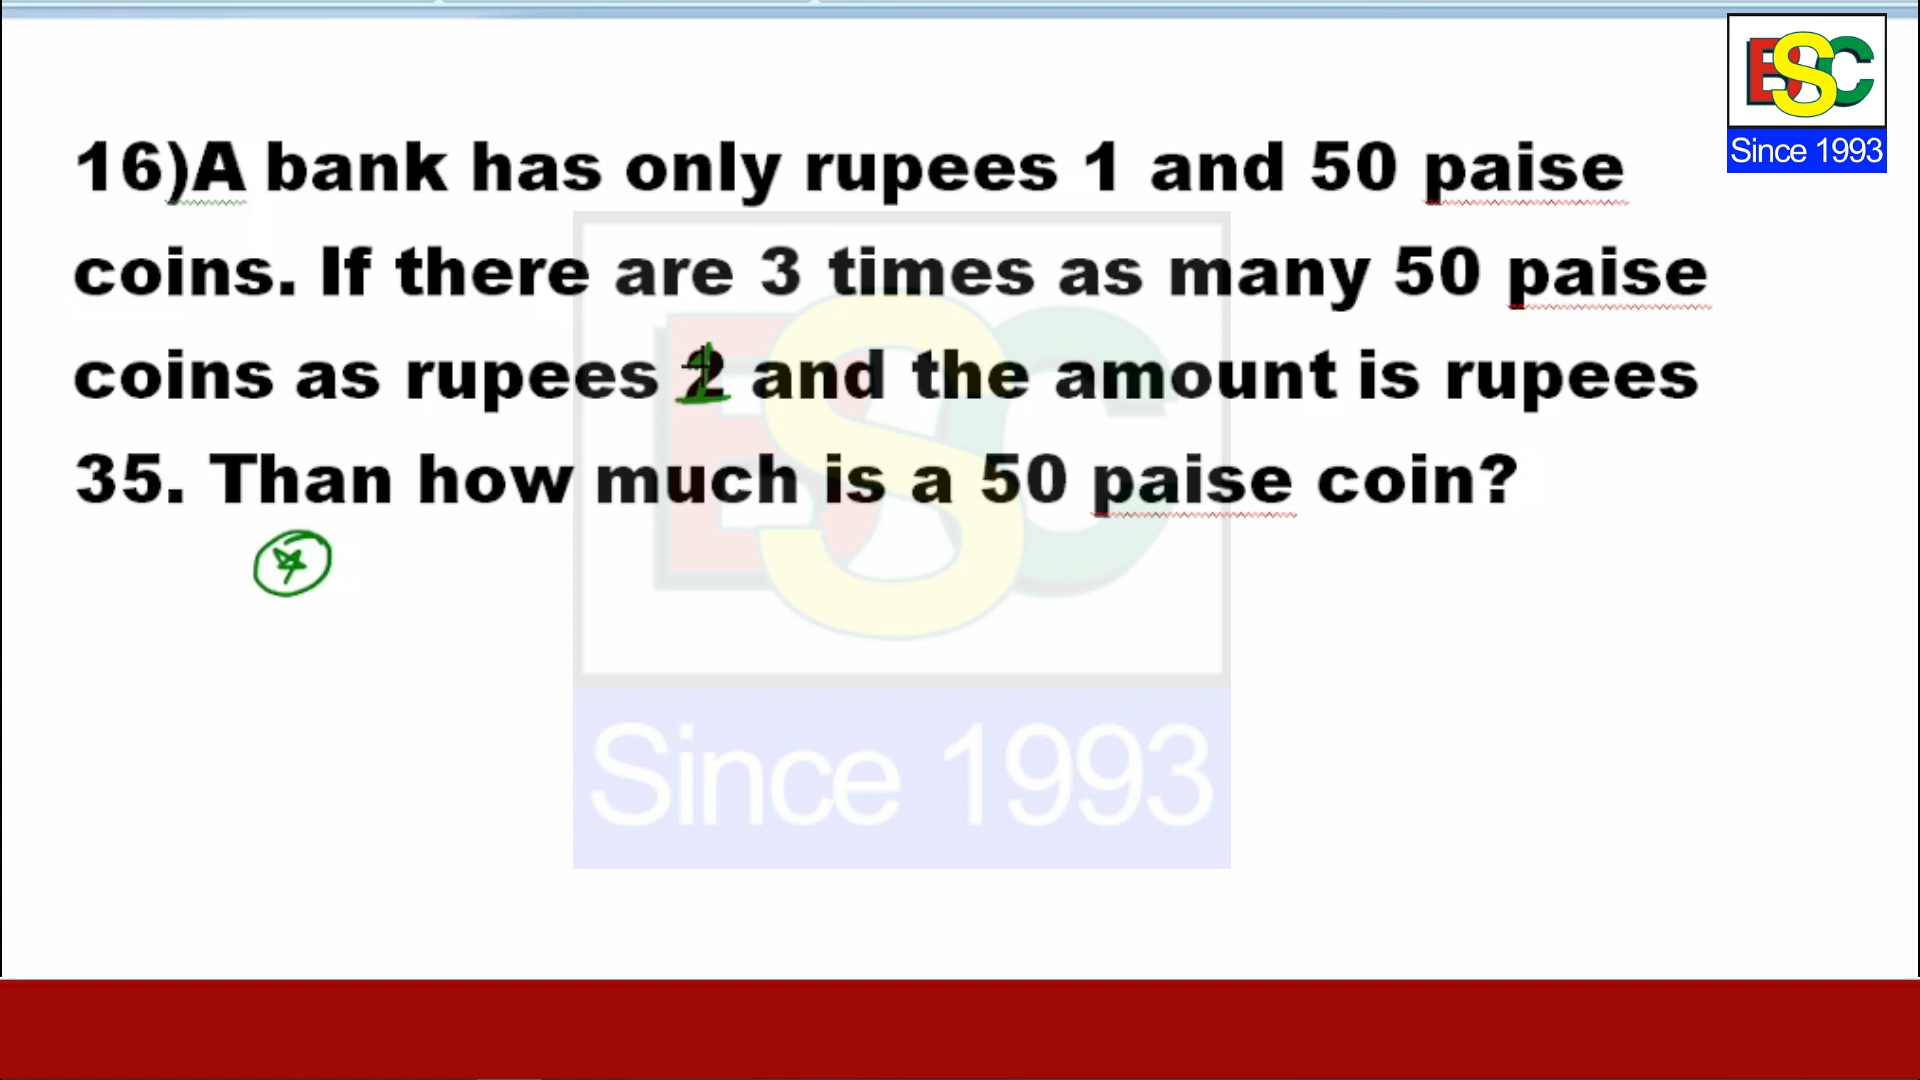 ESC
Since 1993
16)A bank has only rupees 1 and 50 paise
coins. If there are 3 times as many 50 paise
coins as rupees 1 and the amount is rupees
35. Than how much is a 50 paise coin?
ESC
Since 1993